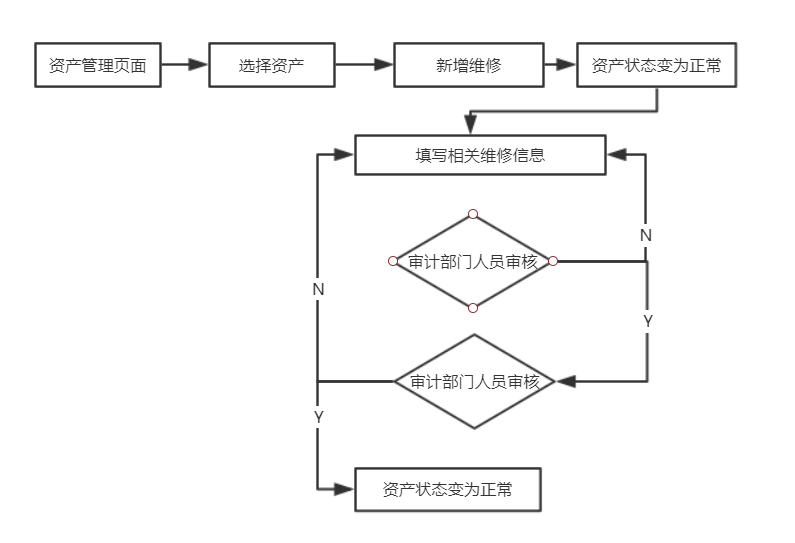 资产管理页面
选择资产
新增维修
资产状态变为正常
填写相关维修信息
N
审计部门人员审核
N
Y
审计部门人员审核
Y
资产状态变为正常